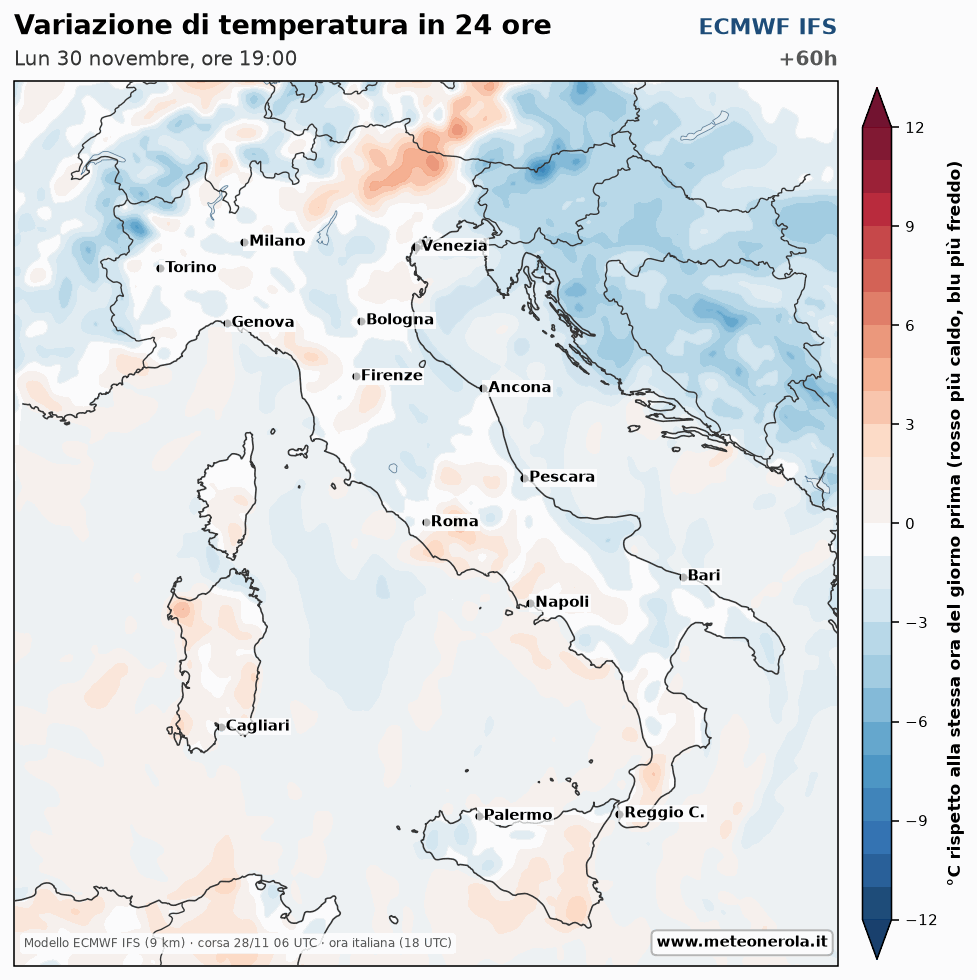 Variazione di temperatura in 24 ore
ECMWF IFS
Lun 30 novembre, ore 19:00
+60h
Milano
Venezia
Torino
Genova
Bologna
Firenze
Ancona
Pescara
Roma
Bari
Napoli
Cagliari
Palermo
Reggio C.
12
9
6
3
0
−3
−6
−9
−12
°C rispetto alla stessa ora del giorno prima (rosso più caldo, blu più freddo)
Modello ECMWF IFS (9 km) · corsa 28/11 06 UTC · ora italiana (18 UTC)
www.meteonerola.it